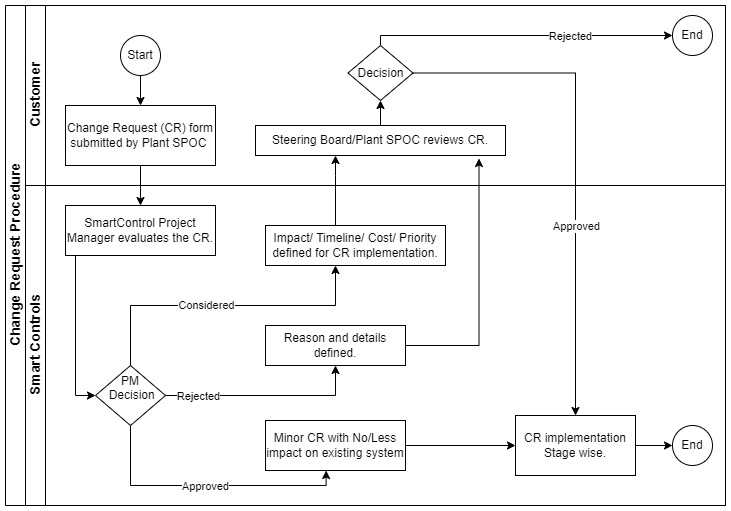 Change Request Procedure
Customer
Smart Controls
Start
Change Request (CR) form
submitted by Plant SPOC
Decision
Rejected
End
Steering Board/Plant SPOC reviews CR.
SmartControl Project
Manager evaluates the CR.
Impact/ Timeline/ Cost/ Priority
defined for CR implementation.
Approved
Considered
Reason and details
defined.
PM
Decision
Rejected
Minor CR with No/Less
impact on existing system
CR implementation
Stage wise.
End
Approved